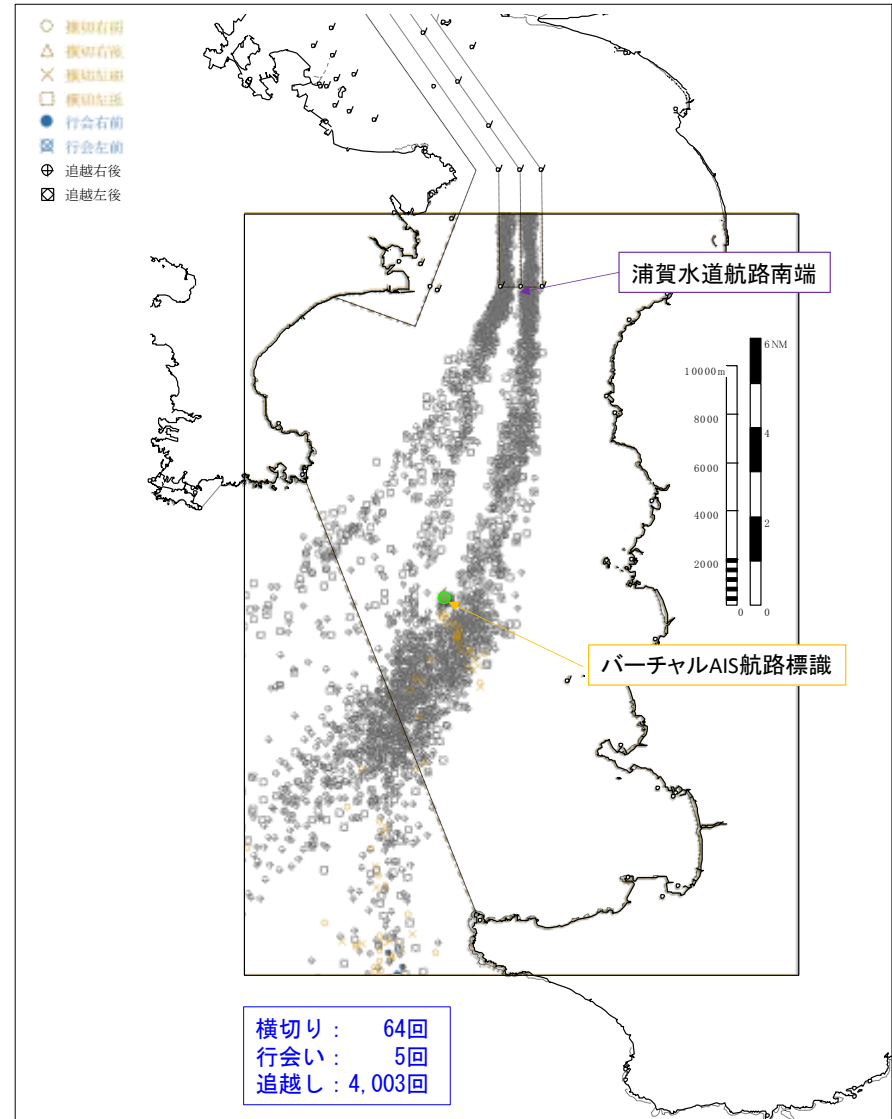 横切右前
横切右後
横切左前
横切左後
行会右前
行会左前
追越右後
追越左後
浦賀水道航路南端
6 NM
10000m
8000
4
6000
4000
2
2000
0
0
バーチャルAIS航路標識
横切り： 64回
行会い： 5回
追越し：4,003回